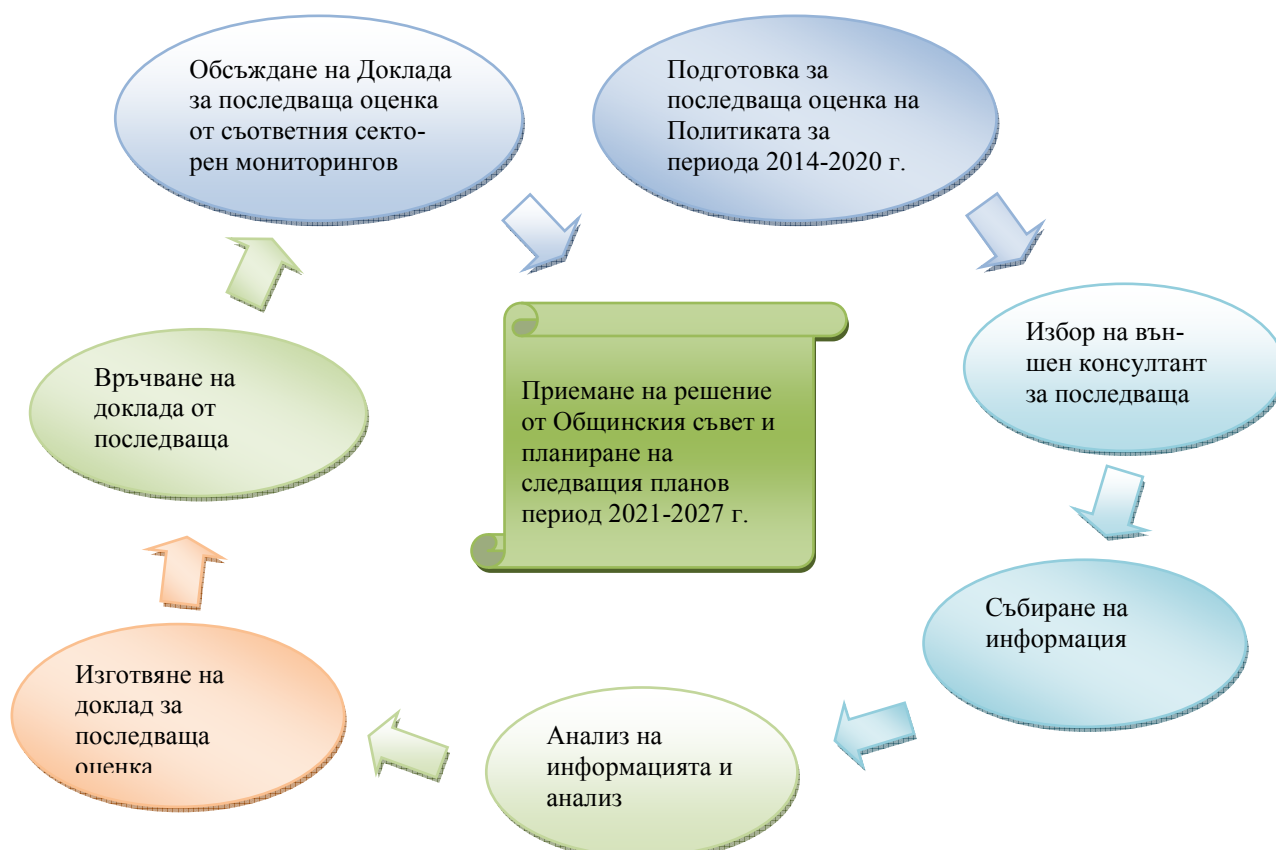 Обсъждане на Доклада
за последваща оценка
от съответния секто-
рен мониторингов
Подготовка за
последваща оценка на
Политиката за
периода 2014-2020 г.
Избор на вън-
шен консултант
за последваща
Събиране на
информация
Анализ на
информацията и
анализ
Изготвяне на
доклад за
последваща
оценка
Връчване на
доклада от
последваща
Приемане на решение
от Общинския съвет и
планиране на
следващия планов
период 2021-2027 г.